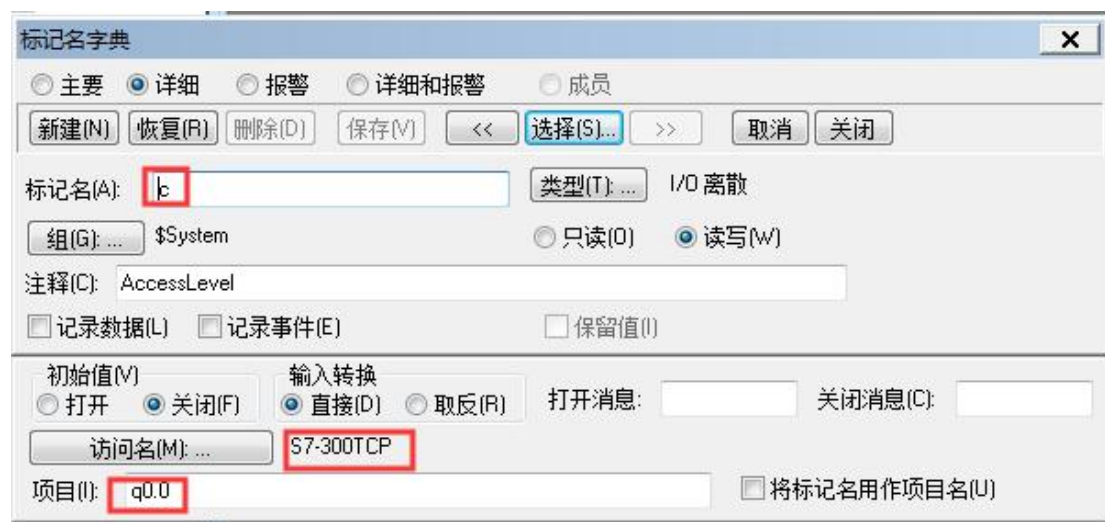 标记名字典
主要 详细 报警 详细和报警 成员
新建(N) 恢复(R) 删除(D) 保存(V) << 选择(S)... >> 取消 关闭
标记名(A): c 类型(T): ... I/O 离散
组(G): ... $System 只读(O) 读写(W)
注释(C): AccessLevel
记录数据(L) 记录事件(E) 保留值(I)
初始值(V) 输入转换
打开 关闭(F) 直接(D) 取反(R) 打开消息: 关闭消息(C):
访问名(M): ... S7-300TCP
项目(I): q0.0 将标记名用作项目名(U)